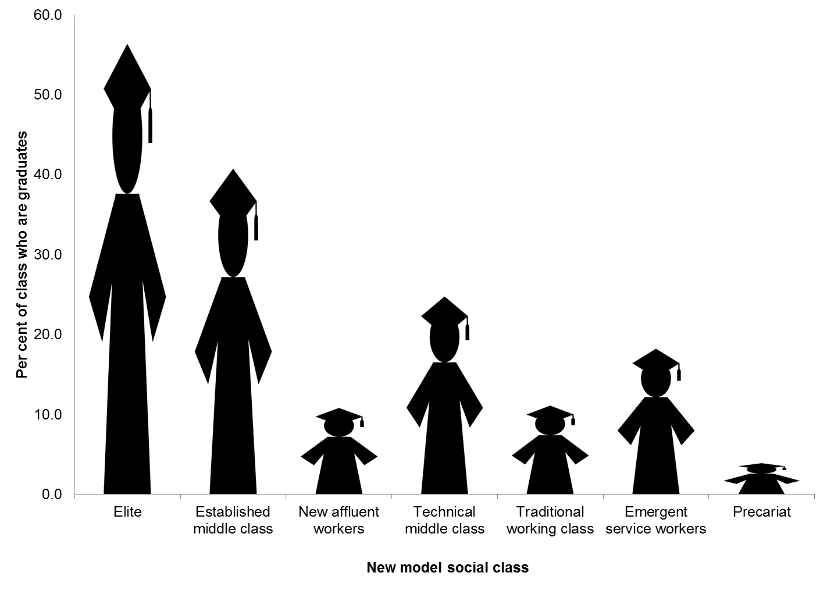 60.0
50.0
40.0
30.0
20.0
10.0
0.0
Per cent of class who are graduates
Elite
Established
middle class
New affluent
workers
Technical
middle class
Traditional
working class
Emergent
service workers
Precariat
New model social class